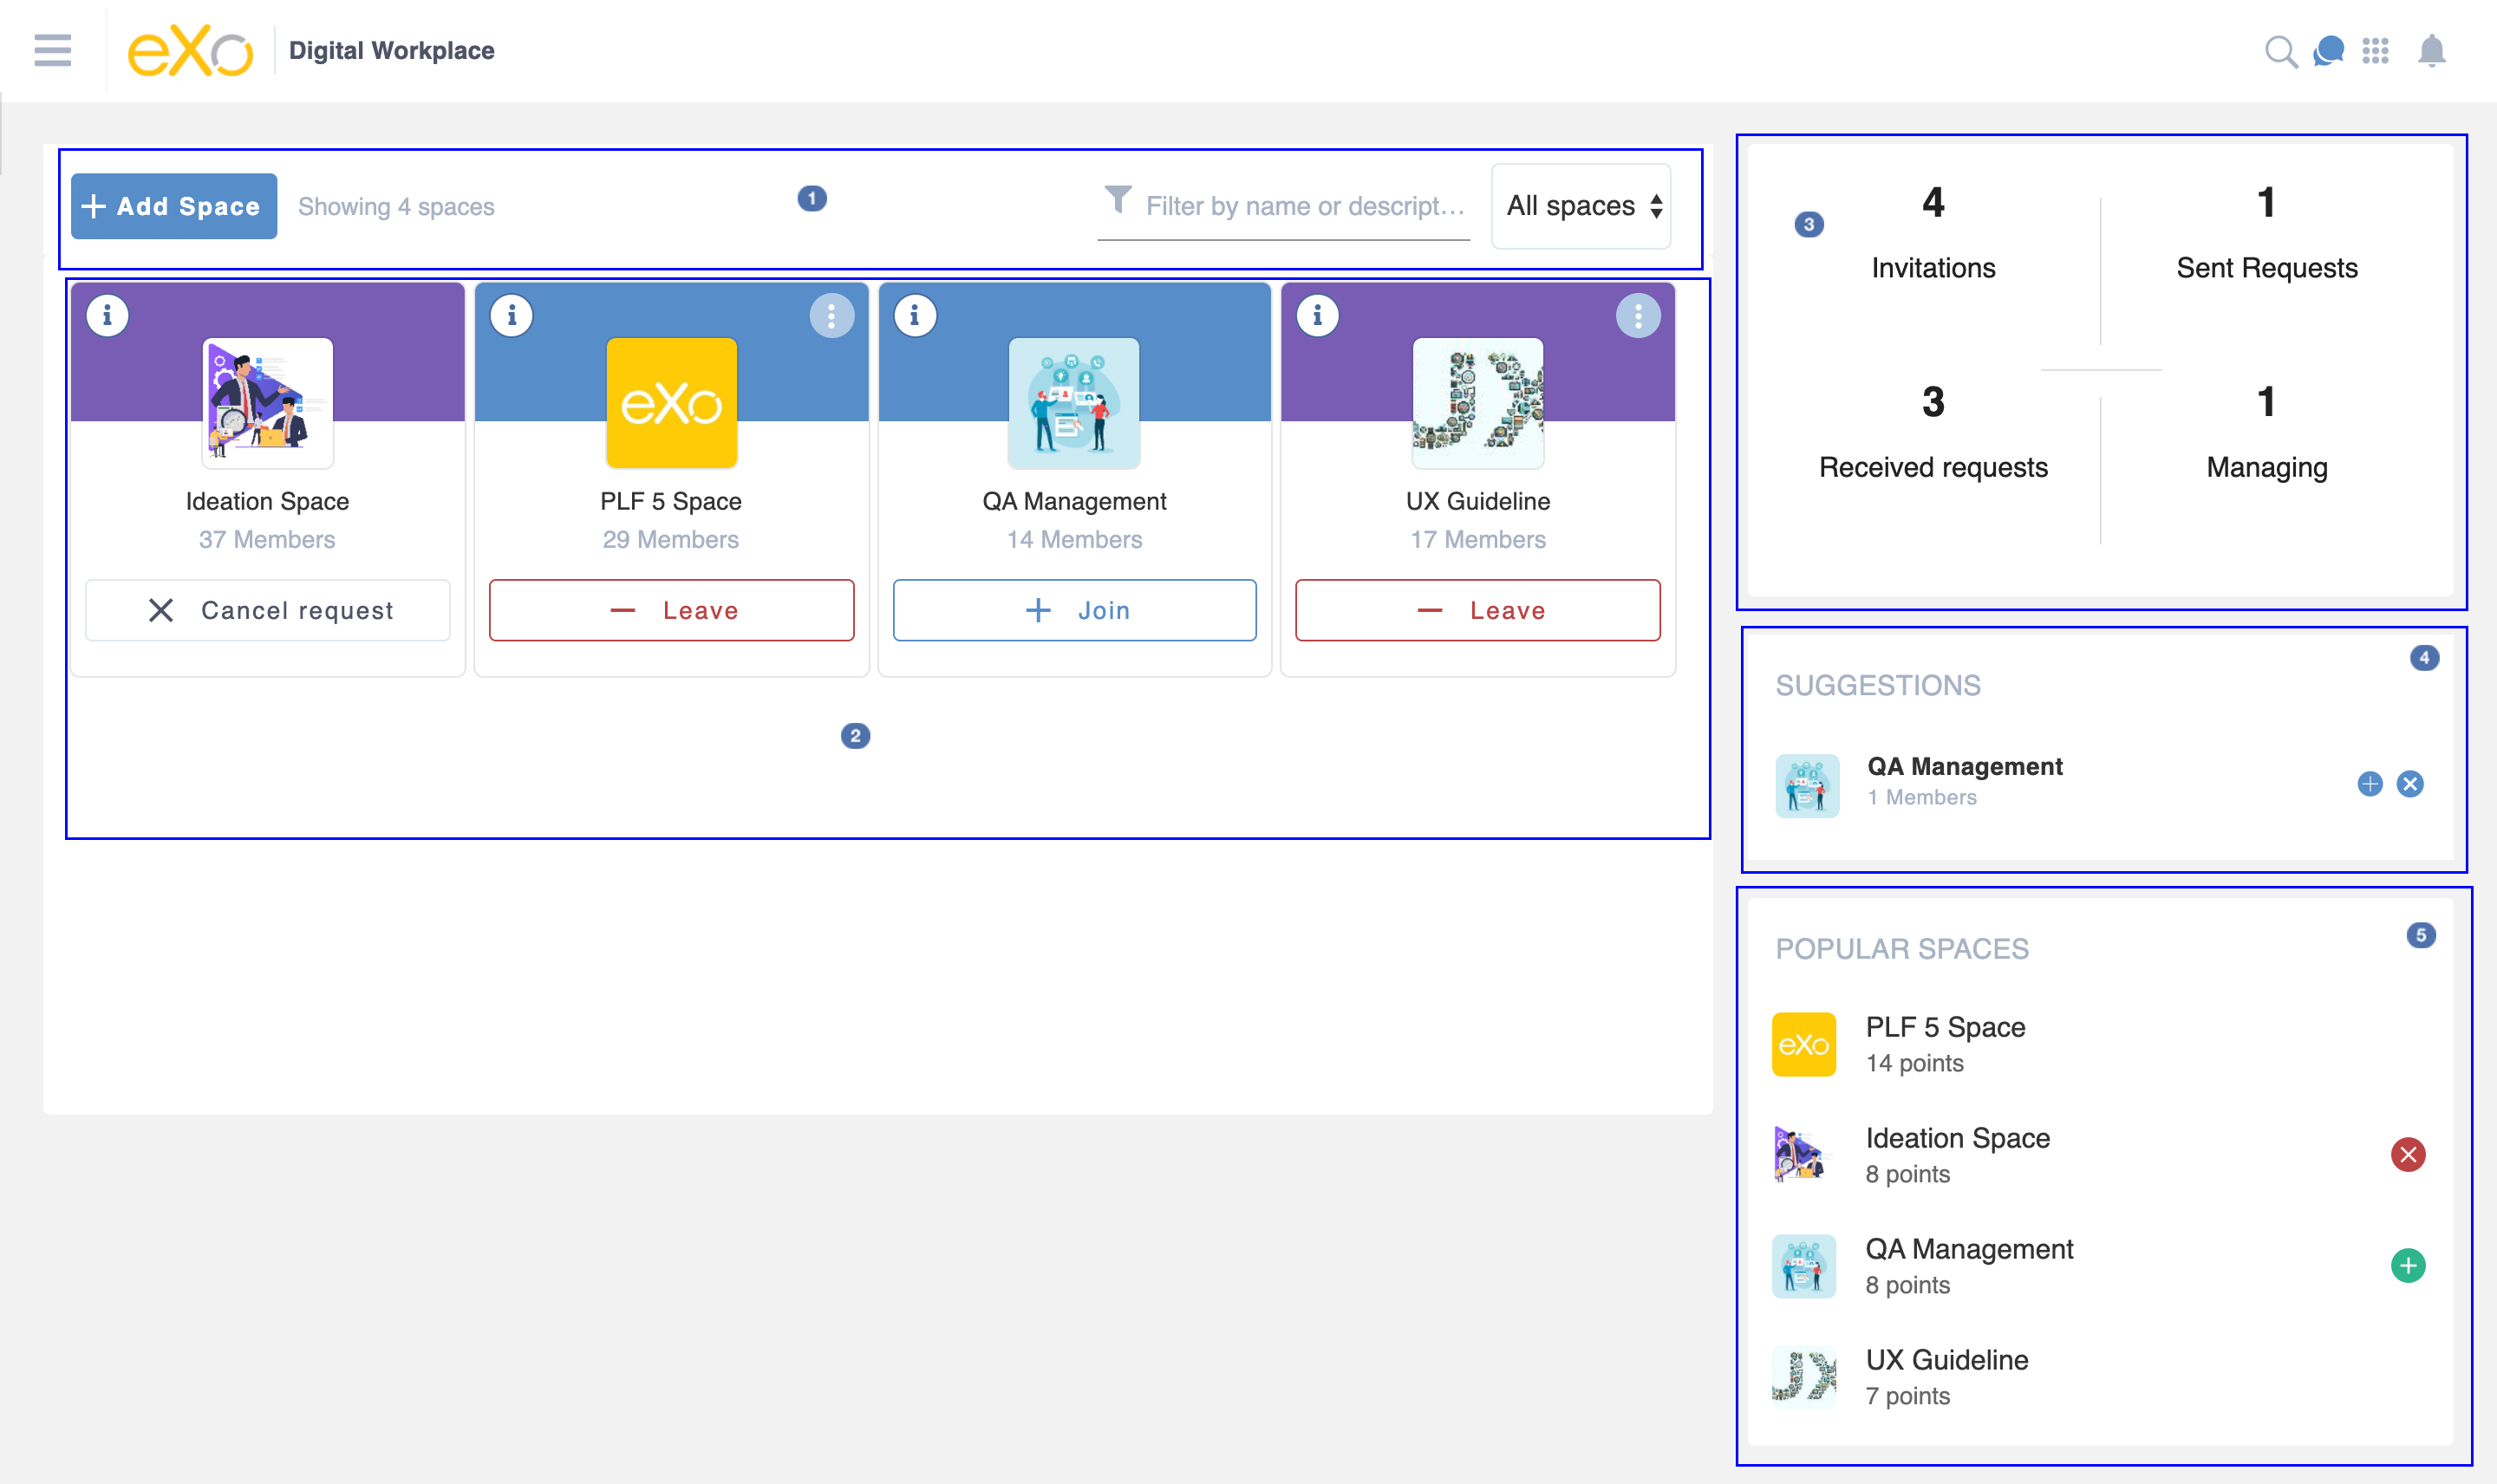 eXo
Digital Workplace
Add Space
Showing 4 spaces
1
Filter by name or descript...
All spaces
Ideation Space
37 Members
Cancel request
eXo
PLF 5 Space
29 Members
Leave
QA Management
14 Members
Join
UX
UX Guideline
17 Members
Leave
2
3
4
Invitations
1
Sent Requests
3
Received requests
1
Managing
4
SUGGESTIONS
QA Management
1 Members
5
POPULAR SPACES
eXo
PLF 5 Space
14 points
Ideation Space
8 points
QA Management
8 points
UX
UX Guideline
7 points